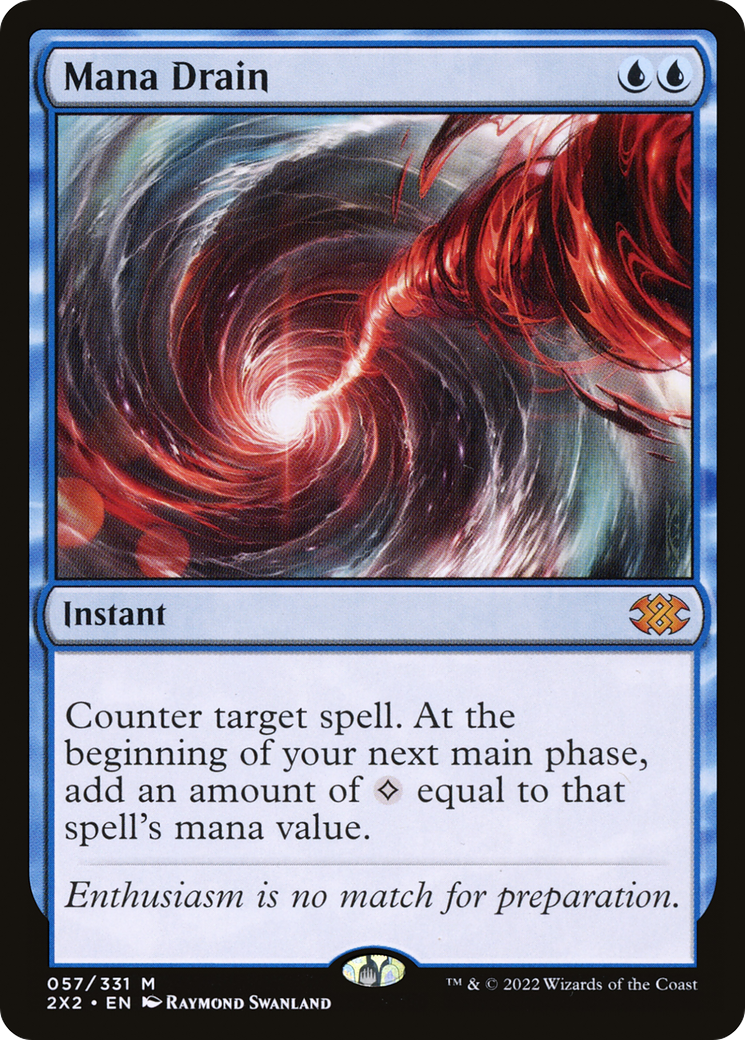 Mana Drain
Instant
Counter target spell. At the
beginning of your next main phase,
add an amount of equal to that
spell's mana value.
Enthusiasm is no match for preparation.
057/331 M
2X2 • EN Raymond Swanland
™ & © 2022 Wizards of the Coast